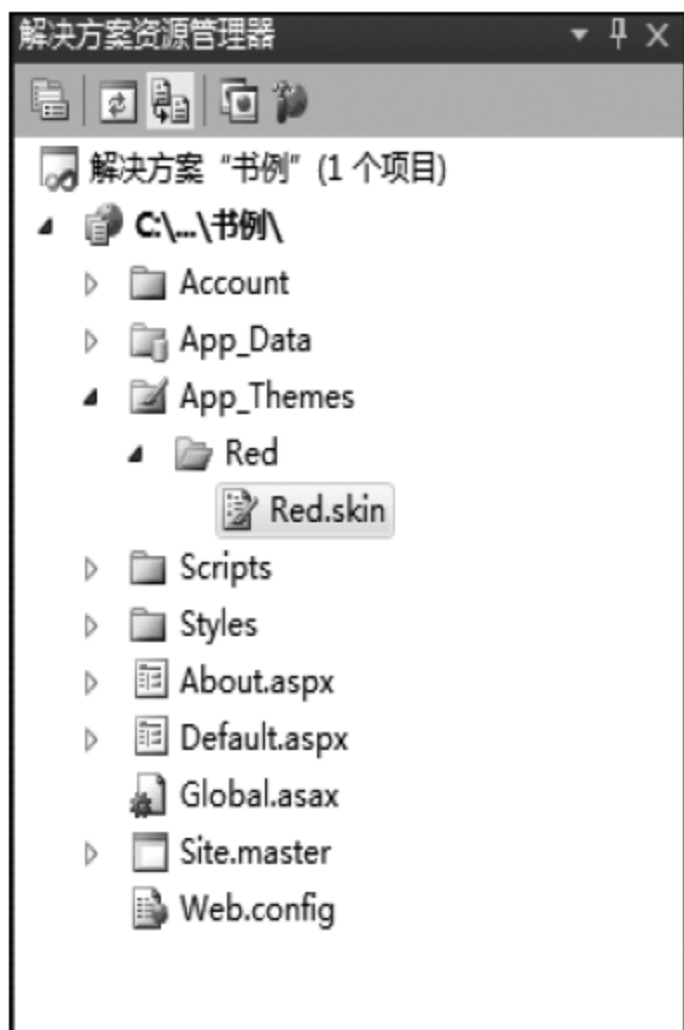 解决方案资源管理器
解决方案 “书例” (1 个项目)
C:\...\书例\
Account
App_Data
App_Themes
Red
Red.skin
Scripts
Styles
About.aspx
Default.aspx
Global.asax
Site.master
Web.config